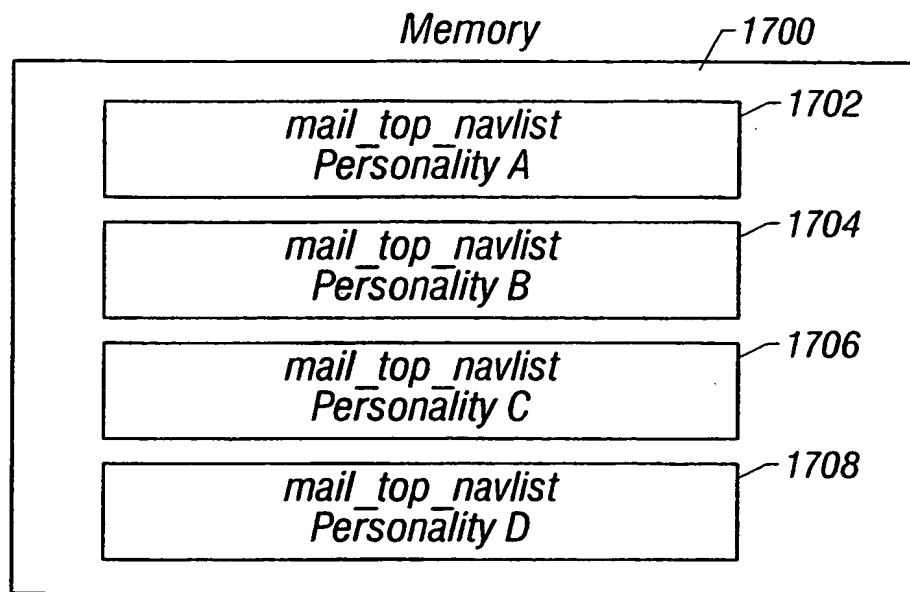 Memory
1700
mail_top_navlist
Personality A
1702
mail_top_navlist
Personality B
1704
mail_top_navlist
Personality C
1706
mail_top_navlist
Personality D
1708